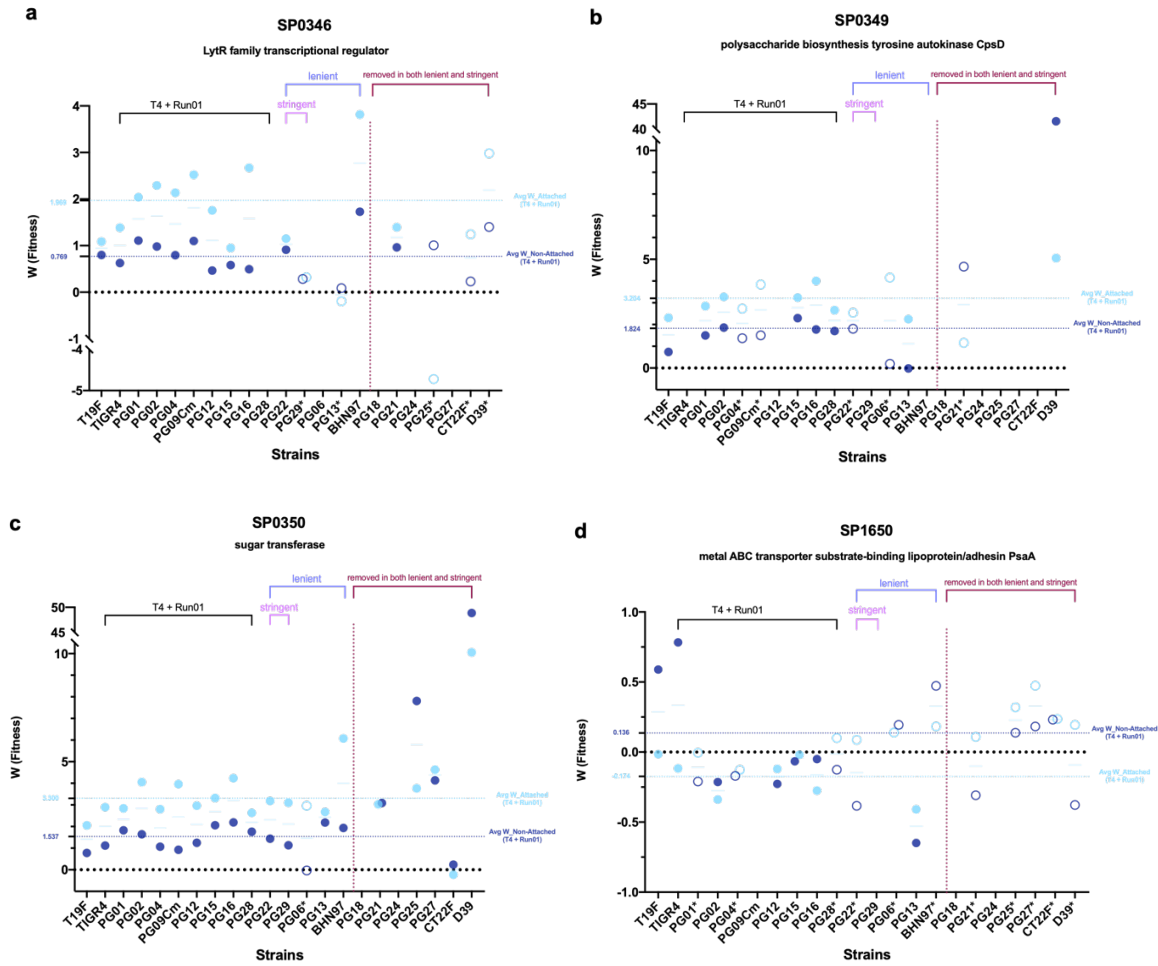 a
SP0346
LytR family transcriptional regulator
lenient
removed in both lenient and stringent
T4 + Run01
stringent
4
3
2
1
0
-1
-4
-5
W (Fitness)
1.969
0.769
Avg W_Attached
(T4 + Run01)
Avg W_Non-Attached
(T4 + Run01)
T19F
TIGR4
PG01
PG02
PG04
PG09Cm
PG12
PG15
PG16
PG28
PG22
PG29*
PG06
PG13*
BHN97
PG18
PG21
PG24
PG25*
PG27
CT22F*
D39*
Strains
b
SP0349
polysaccharide biosynthesis tyrosine autokinase CpsD
lenient
removed in both lenient and stringent
T4 + Run01
stringent
45
40
10
5
0
W (Fitness)
3.204
1.824
Avg W_Attached
(T4 + Run01)
Avg W_Non-Attached
(T4 + Run01)
T19F
TIGR4
PG01
PG02
PG04*
PG09Cm*
PG12
PG15
PG16
PG28
PG22*
PG29
PG06*
PG13
BHN97
PG18
PG21*
PG24
PG25
PG27
CT22F
D39
Strains
c
SP0350
sugar transferase
lenient
removed in both lenient and stringent
T4 + Run01
stringent
50
45
10
5
0
W (Fitness)
1.537
Avg W_Attached
(T4 + Run01)
Avg W_Non-Attached
(T4 + Run01)
T19F
TIGR4
PG01
PG02
PG04
PG09Cm
PG12
PG15
PG16
PG28
PG22
PG29
PG06*
PG13
BHN97
PG18
PG21
PG24
PG25
PG27
CT22F
D39
Strains
d
SP1650
metal ABC transporter substrate-binding lipoprotein/adhesin PsaA
lenient
removed in both lenient and stringent
T4 + Run01
stringent
1.0
0.5
0.0
-0.5
-1.0
W (Fitness)
0.136
-0.174
Avg W_Non-Attached
(T4 + Run01)
Avg W_Attached
(T4 + Run01)
T19F
TIGR4
PG01*
PG02
PG04*
PG09Cm
PG12
PG15
PG16
PG28*
PG22*
PG29
PG06*
PG13
BHN97*
PG18
PG21*
PG24
PG25*
PG27*
CT22F*
D39*
Strains